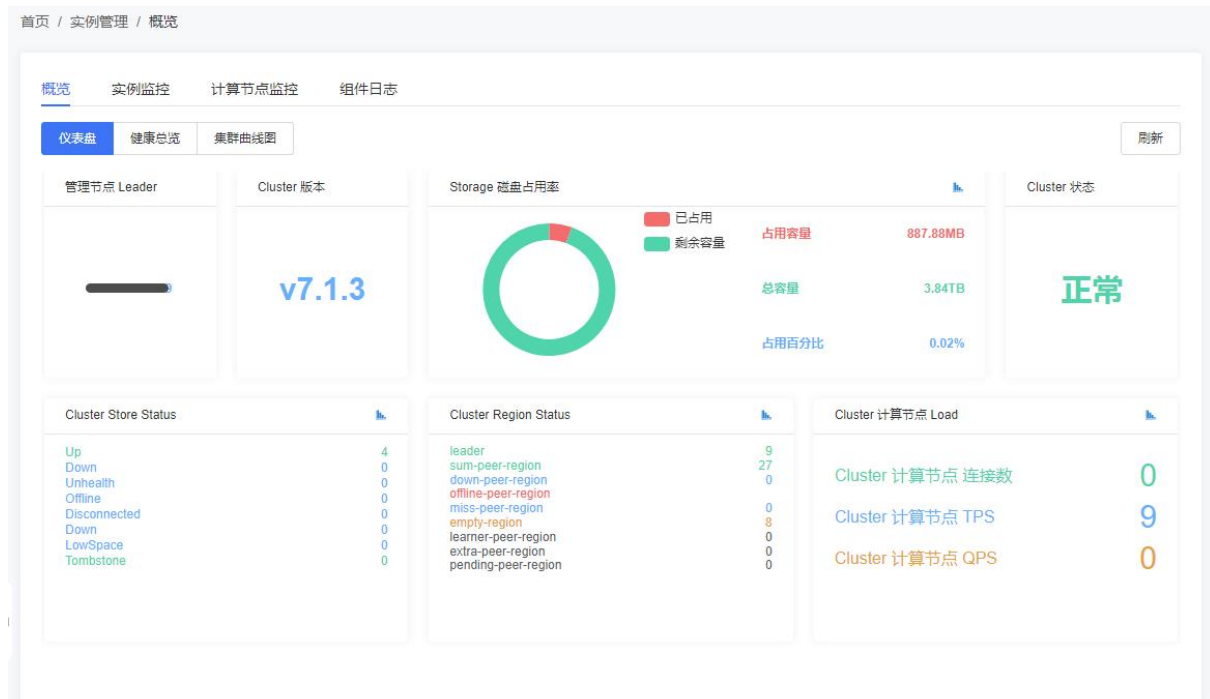 首页 / 实例管理 / 概览
概览 实例监控 计算节点监控 组件日志
仪表盘 健康总览 集群曲线图 刷新
管理节点 Leader
Cluster 版本
v7.1.3
Storage 磁盘占用率
已占用
剩余容量
占用容量 887.88MB
总容量 3.84TB
占用百分比 0.02%
Cluster 状态
正常
Cluster Store Status
Up 4
Down 0
Unhealth 0
Offline 0
Disconnected 0
Down 0
LowSpace 0
Tombstone 0
Cluster Region Status
leader 9
sum-peer-region 27
down-peer-region 0
offline-peer-region
miss-peer-region 0
empty-region 8
learner-peer-region 0
extra-peer-region 0
pending-peer-region 0
Cluster 计算节点 Load
Cluster 计算节点 连接数 0
Cluster 计算节点 TPS 9
Cluster 计算节点 QPS 0